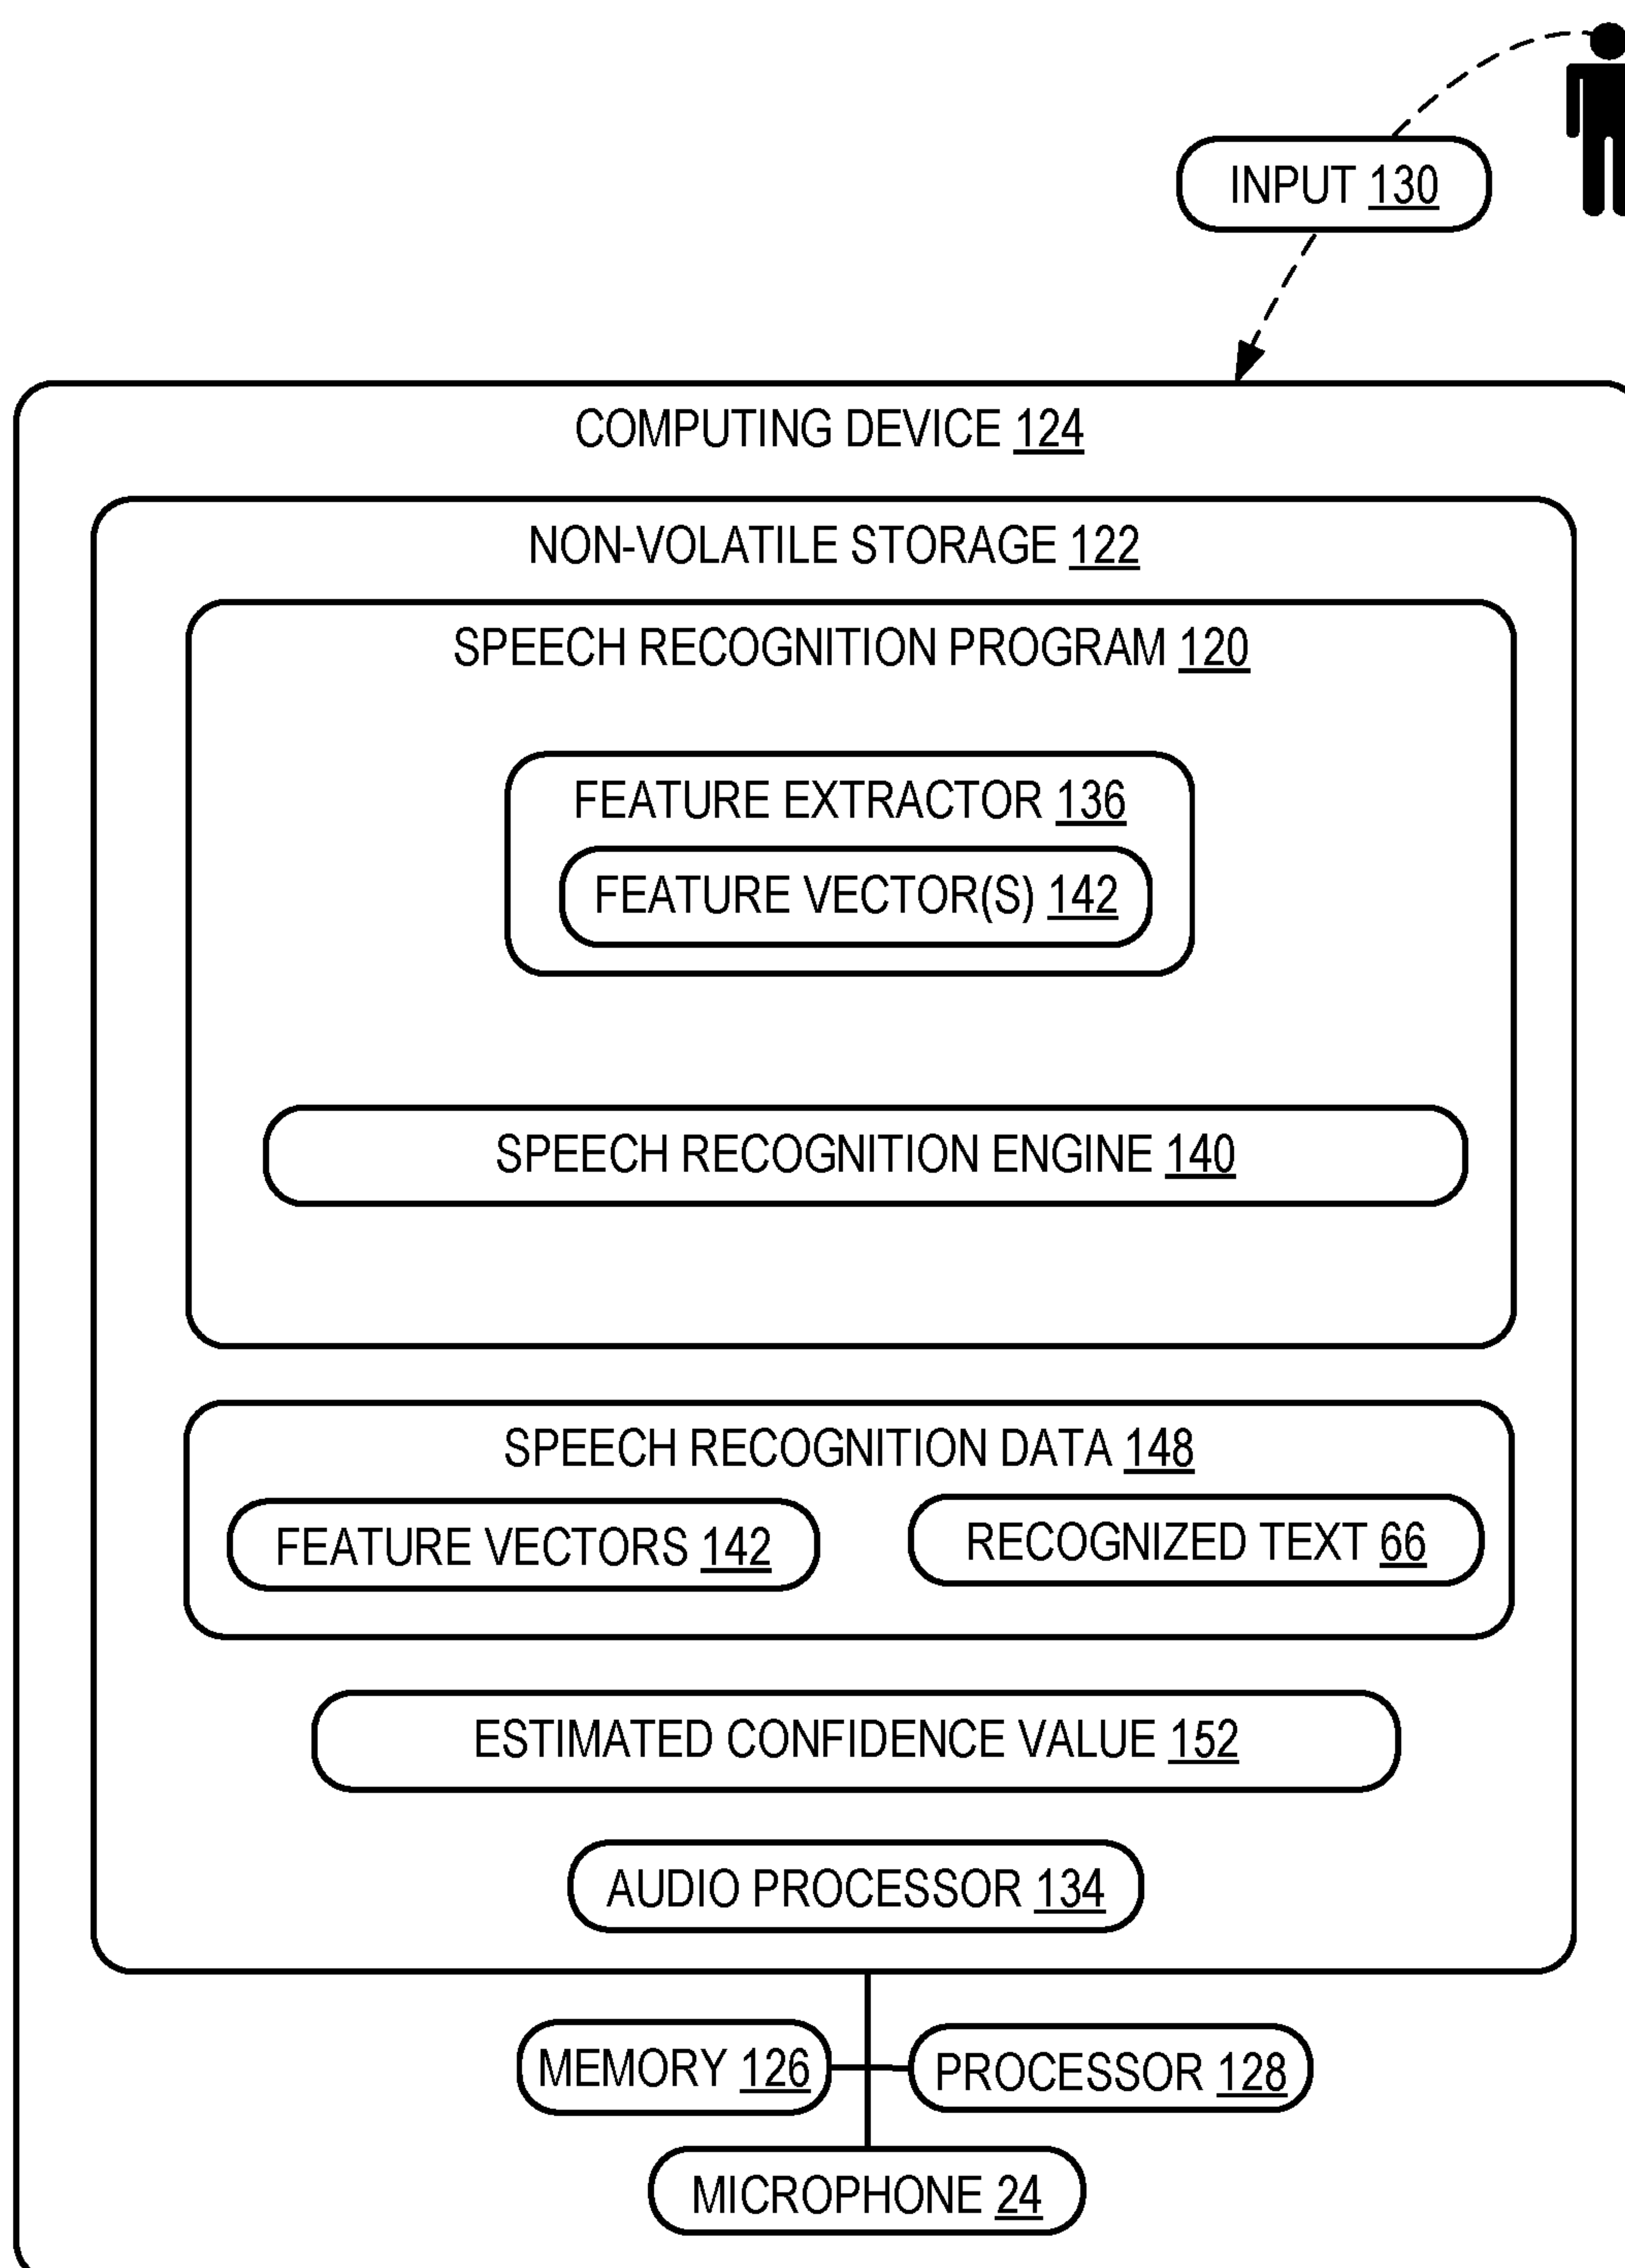 INPUT 130
COMPUTING DEVICE 124
NON-VOLATILE STORAGE 122
SPEECH RECOGNITION PROGRAM 120
FEATURE EXTRACTOR 136
FEATURE VECTOR(S) 142
SPEECH RECOGNITION ENGINE 140
SPEECH RECOGNITION DATA 148
FEATURE VECTORS 142
RECOGNIZED TEXT 66
ESTIMATED CONFIDENCE VALUE 152
AUDIO PROCESSOR 134
MEMORY 126
PROCESSOR 128
MICROPHONE 24